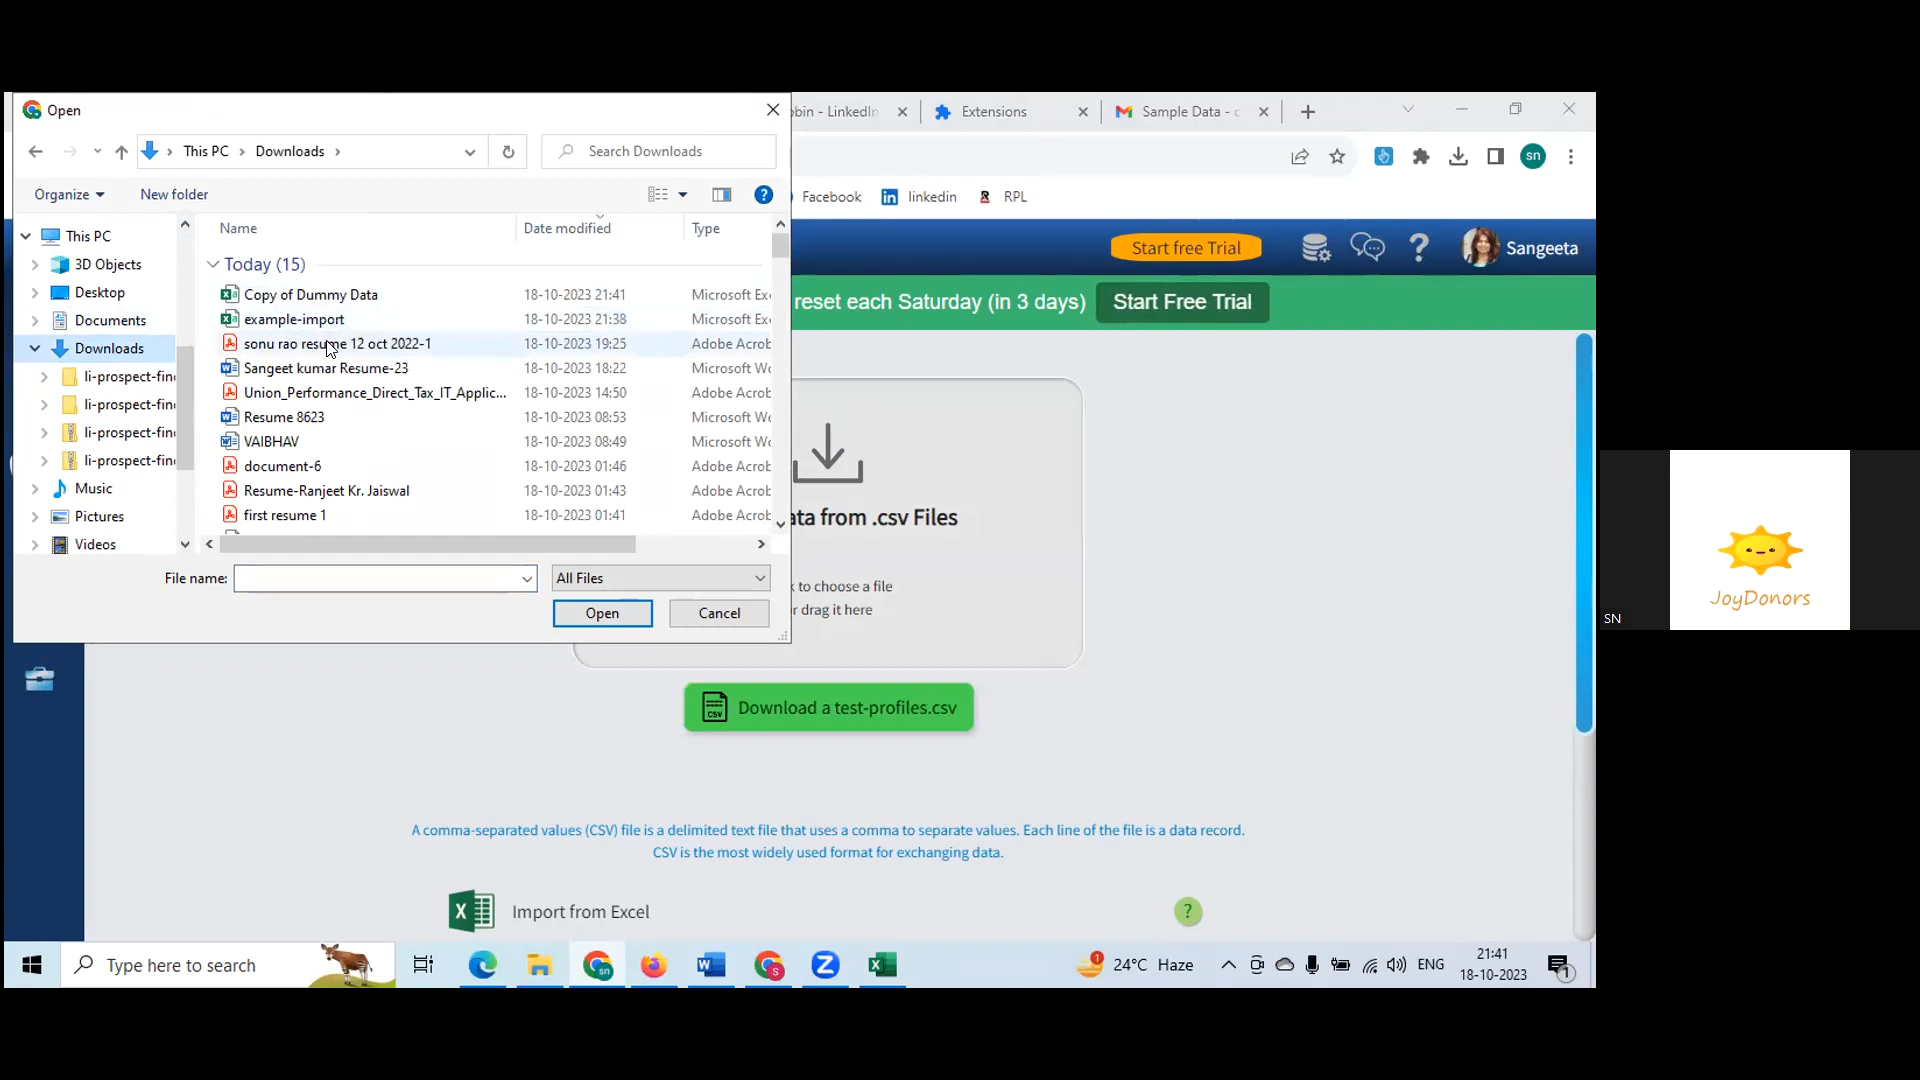 Open
obin - LinkedIn
Extensions
Sample Data - c
This PC
Downloads
Search Downloads
sn
Organize
New folder
Facebook
linkedin
RPL
Name
Date modified
Type
Start free Trial
Sangeeta
This PC
3D Objects
Desktop
Documents
Downloads
li-prospect-fin
li-prospect-fin
li-prospect-fin
li-prospect-fin
Music
Pictures
Videos
Today (15)
Copy of Dummy Data 18-10-2023 21:41 Microsoft Ex
example-import 18-10-2023 21:38 Microsoft Ex
sonu rao resume 12 oct 2022-1 18-10-2023 19:25 Adobe Acrob
Sangeet kumar Resume-23 18-10-2023 18:22 Microsoft Wo
Union_Performance_Direct_Tax_IT_Applic... 18-10-2023 14:50 Adobe Acrob
Resume 8623 18-10-2023 08:53 Microsoft Wo
VAIBHAV 18-10-2023 08:49 Microsoft Wo
document-6 18-10-2023 01:46 Adobe Acrob
Resume-Ranjeet Kr. Jaiswal 18-10-2023 01:43 Adobe Acrob
first resume 1 18-10-2023 01:41 Adobe Acrob
reset each Saturday (in 3 days)
Start Free Trial
File name:
All Files
Open
Cancel
ata from .csv Files
k to choose a file
r drag it here
CSV
Download a test-profiles.csv
A comma-separated values (CSV) file is a delimited text file that uses a comma to separate values. Each line of the file is a data record.
CSV is the most widely used format for exchanging data.
Import from Excel
?
Type here to search
1
24°C Haze
ENG
21:41
18-10-2023
1
JoyDonors
SN